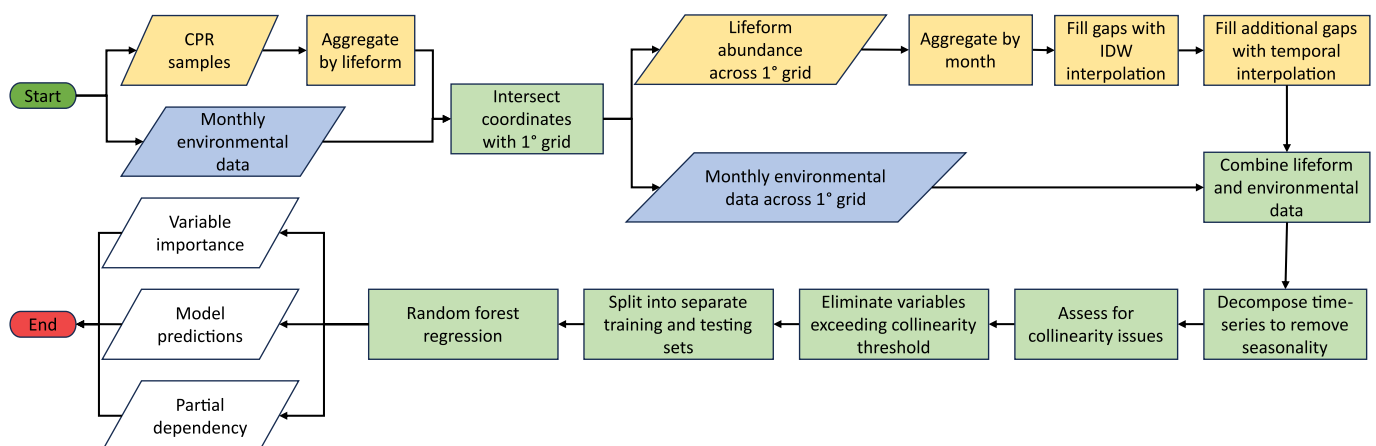 Start
CPR
samples
Aggregate
by lifeform
Monthly
environmental
data
Intersect
coordinates
with 1° grid
Lifeform
abundance
across 1° grid
Aggregate by
month
Fill gaps with
IDW
interpolation
Fill additional gaps
with temporal
interpolation
Monthly environmental
data across 1° grid
Combine lifeform
and environmental
data
Decompose time-
series to remove
seasonality
Assess for
collinearity issues
Eliminate variables
exceeding collinearity
threshold
Split into separate
training and testing
sets
Random forest
regression
Variable
importance
Model
predictions
Partial
dependency
End